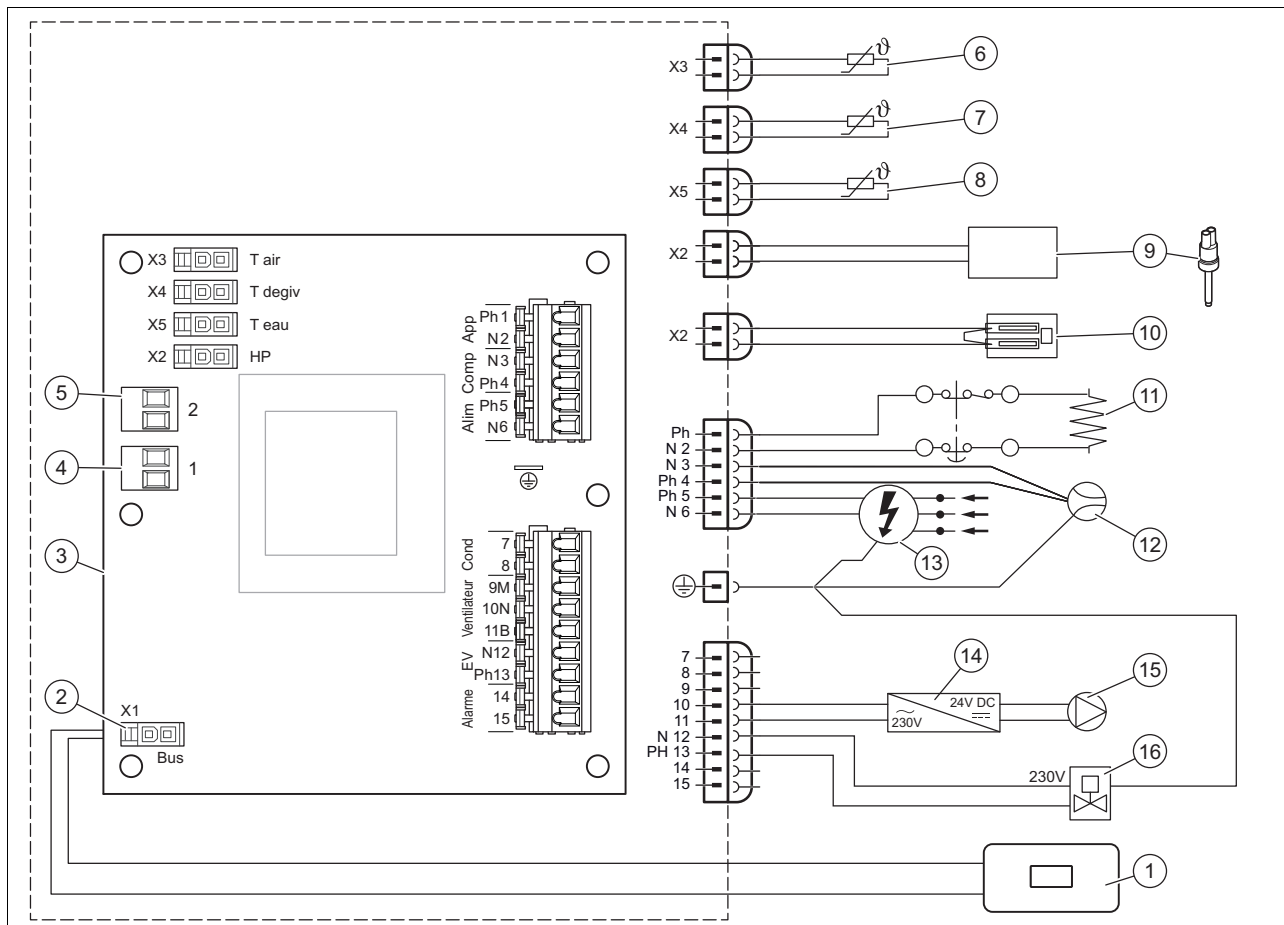 X3
ϑ
6
X4
ϑ
7
X5
ϑ
8
X2
9
X2
10
X3 T air
X4 T degiv
X5 T eau
X2 HP
5
2
4
1
3
Ph 1
N2
N3
Ph4
Ph5
N6
App
Comp
Alim
7
8
9M
10N
11B
N12
Ph13
14
15
Cond
Ventilateur
EV
Alarme
2
X1
Bus
Ph
N 2
N 3
Ph 4
Ph 5
N 6
11
12
13
7
8
9
10
11
N 12
PH 13
14
15
14
24V DC
230V
15
230V
16
1